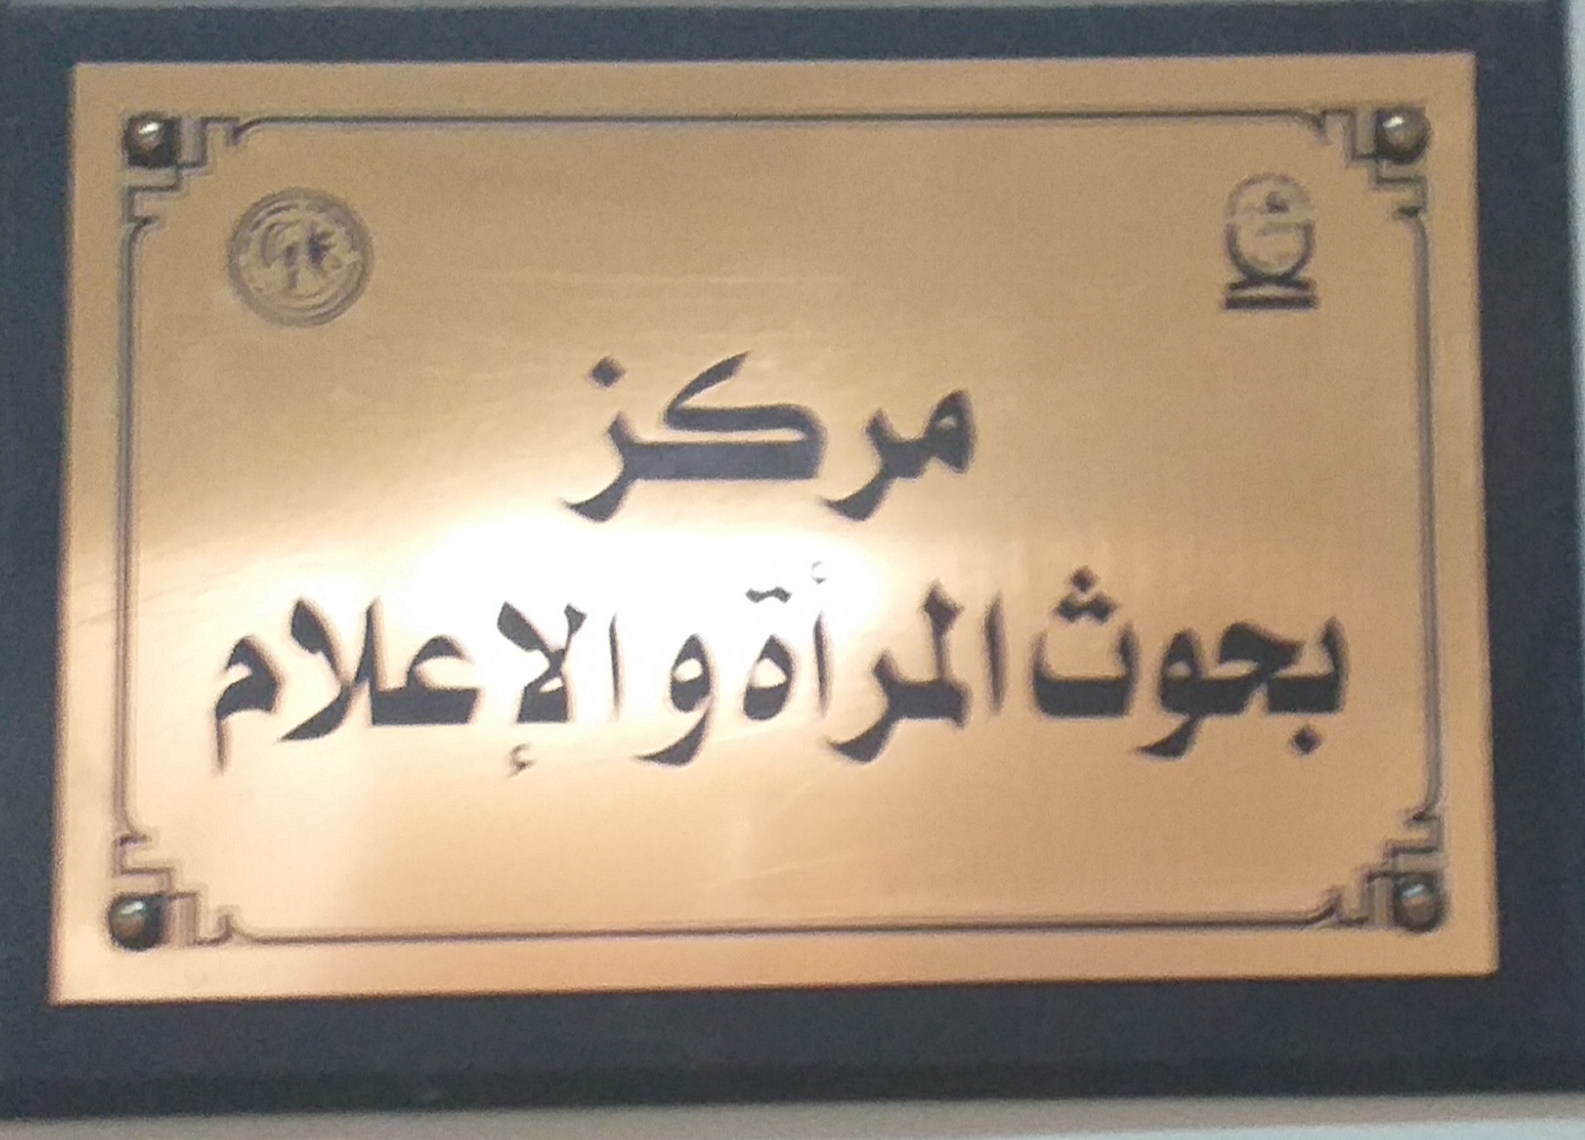 مركز
بحوث المرأة و الإعلام